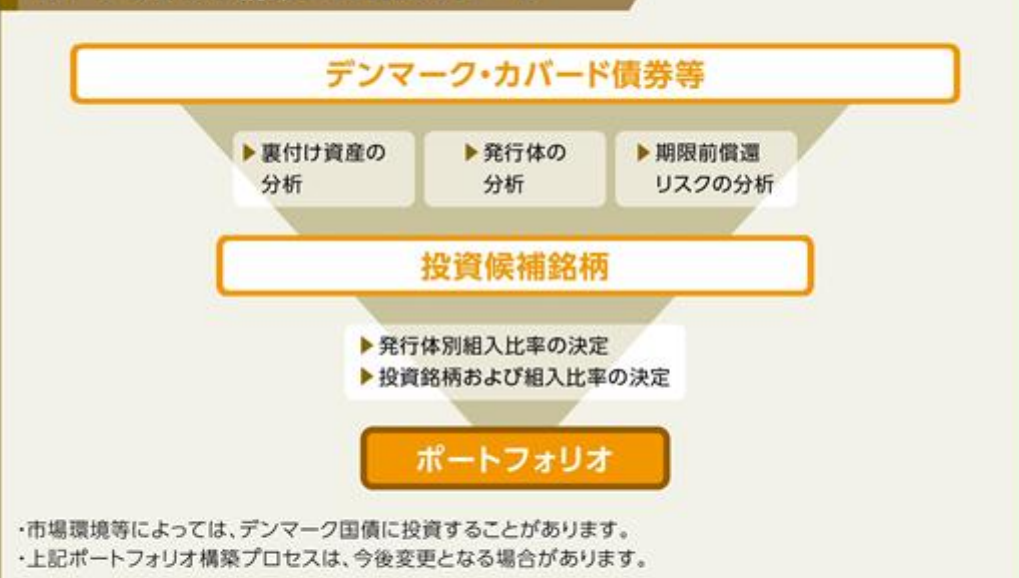 デンマーク・カバード債券等
▶裏付け資産の
分析
▶発行体の
分析
▶期限前償還
リスクの分析
投資候補銘柄
▶発行体別組入比率の決定
▶投資銘柄および組入比率の決定
ポートフォリオ
・市場環境等によっては、デンマーク国債に投資することがあります。
・上記ポートフォリオ構築プロセスは、今後変更となる場合があります。